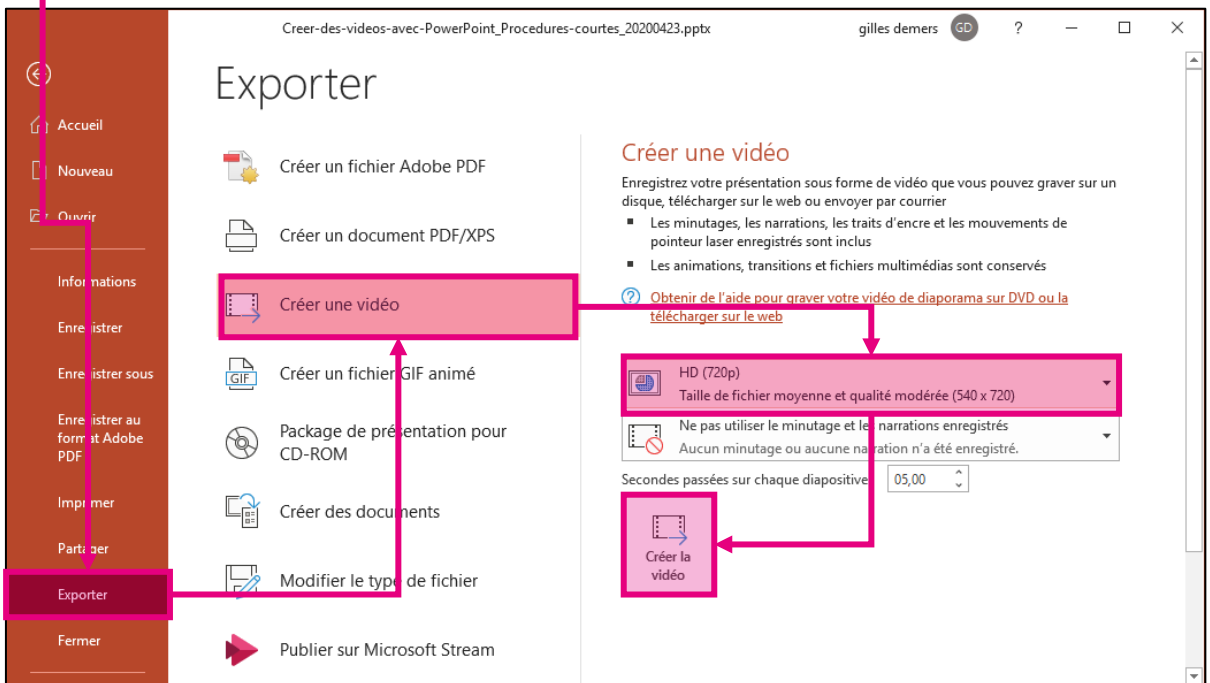 Creer-des-videos-avec-PowerPoint_Procedures-courtes_20200423.pptx
gilles demers
GD
?
Exporter
Accueil
Nouveau
Ouvrir
Informations
Enregistrer
Enregistrer sous
Enregistrer au
format Adobe
PDF
Imprimer
Partager
Exporter
Fermer
Créer un fichier Adobe PDF
Créer un document PDF/XPS
Créer une vidéo
GIF
Créer un fichier GIF animé
Package de présentation pour
CD-ROM
Créer des documents
Modifier le type de fichier
Publier sur Microsoft Stream
Créer une vidéo
Enregistrez votre présentation sous forme de vidéo que vous pouvez graver sur un
disque, télécharger sur le web ou envoyer par courrier
▪ Les minutages, les narrations, les traits d'encre et les mouvements de
pointeur laser enregistrés sont inclus
▪ Les animations, transitions et fichiers multimédias sont conservés
? Obtenir de l'aide pour graver votre vidéo de diaporama sur DVD ou la
télécharger sur le web
HD (720p)
Taille de fichier moyenne et qualité modérée (540 x 720)
Ne pas utiliser le minutage et les narrations enregistrés
Aucun minutage ou aucune narration n'a été enregistré.
Secondes passées sur chaque diapositive 05,00
Créer la
vidéo